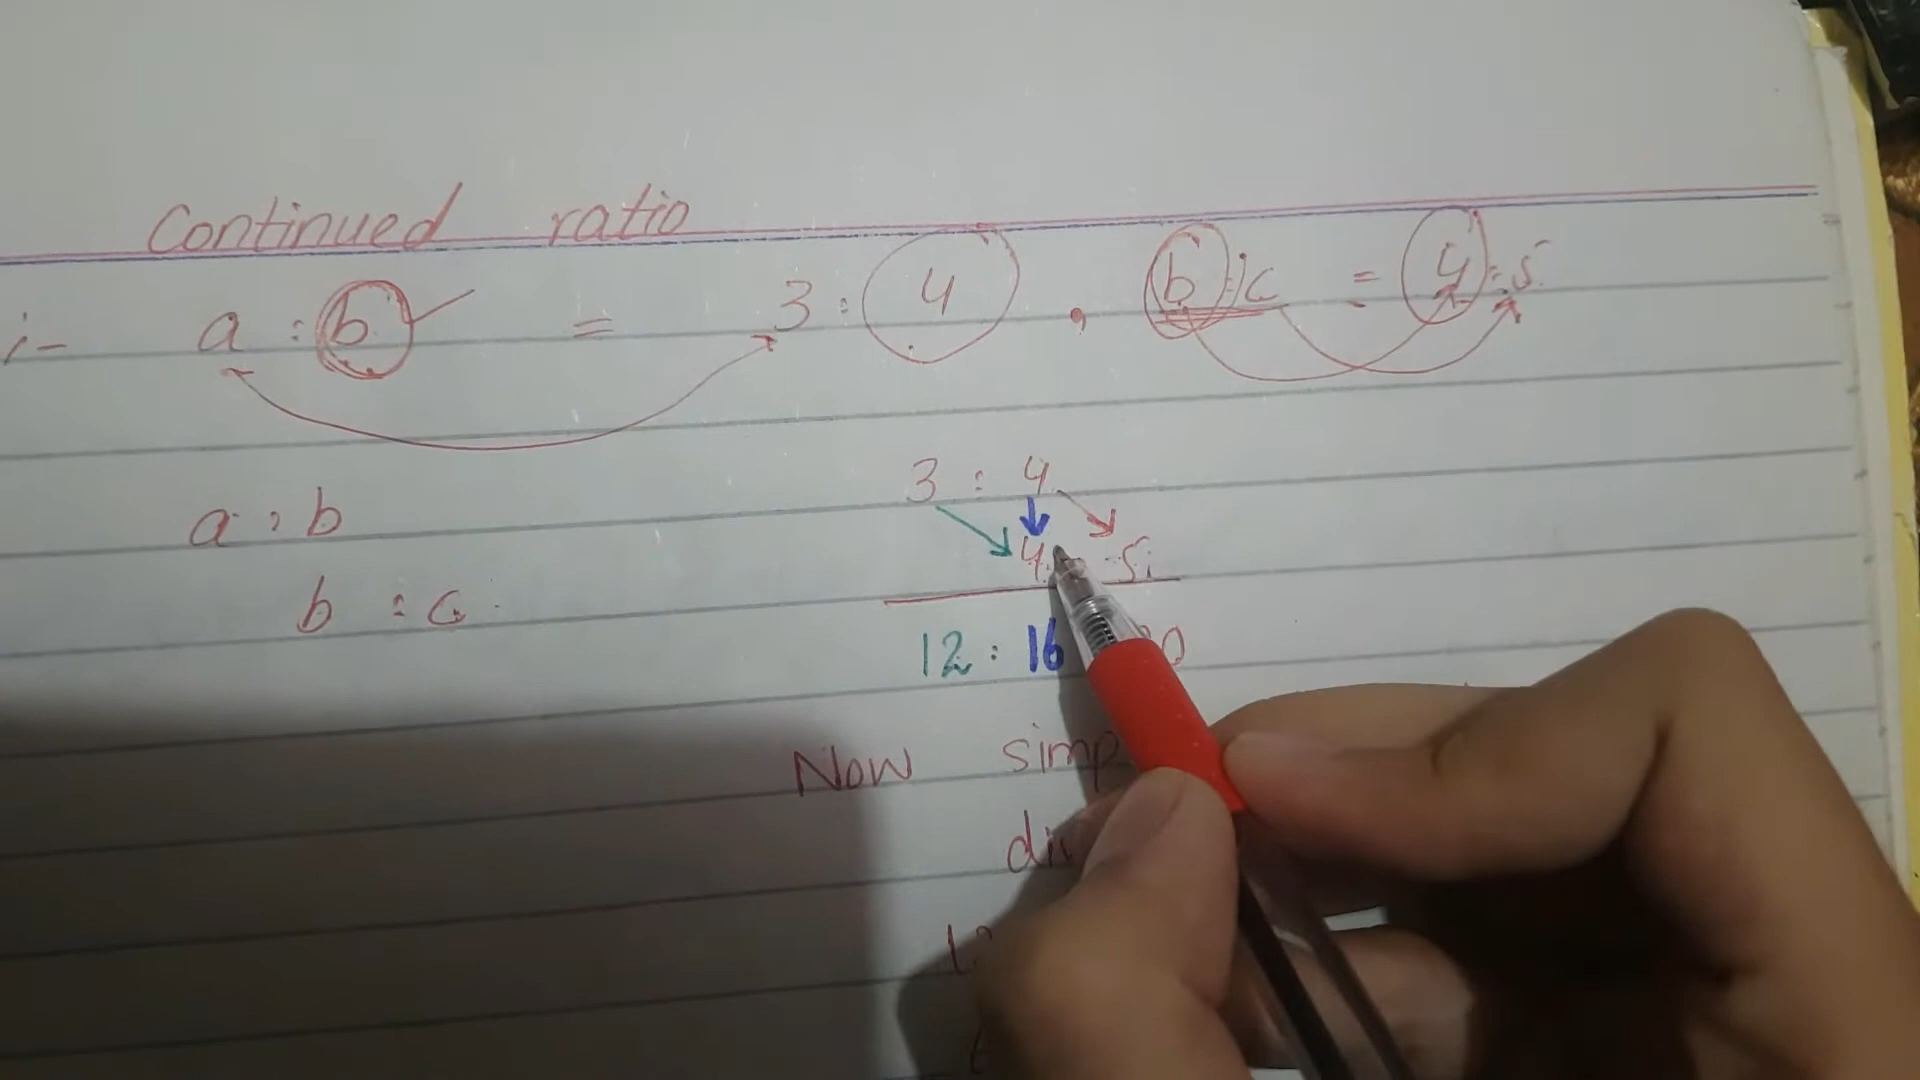 Continued ratio
i- a : b = 3 : 4 , b : c = 4 : 5
a : b
b : c
3 : 4
4 : 5
12 : 16
Now